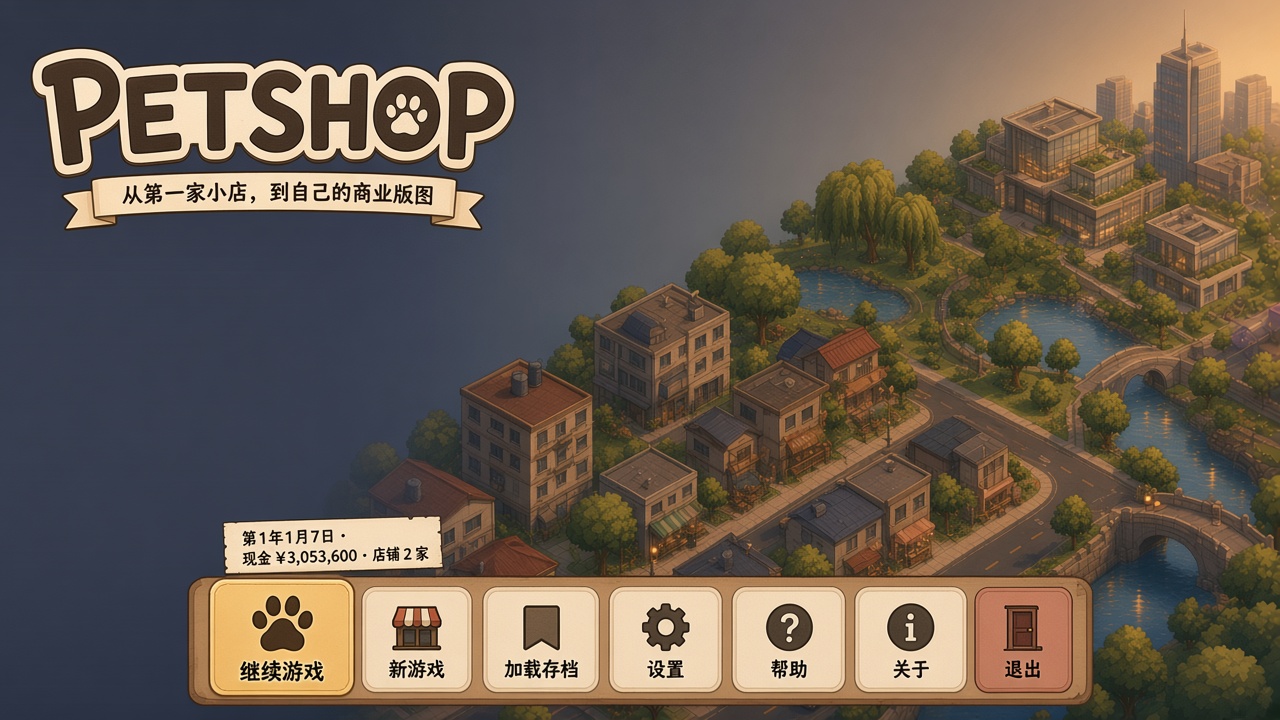 PETSHOP
从第一家小店，到自己的商业版图
第1年1月7日·
现金 ¥3,053,600·店铺 2 家
继续游戏
新游戏
加载存档
设置
帮助
关于
退出